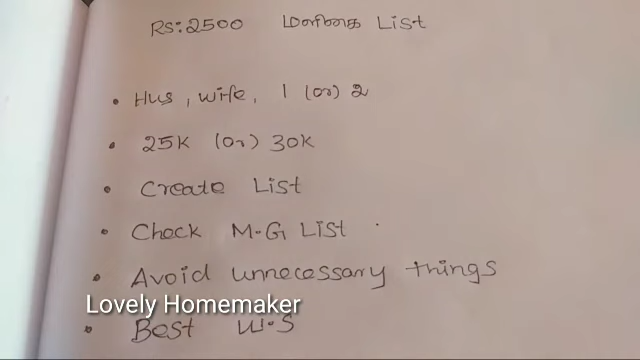 RS:2500 மளிகை List
• Hus, wife, 1 (or) 2
• 25K (or) 30K
• Create List
• Check M-G List
• Avoid unnecessary things
Lovely Homemaker
• Best W.S